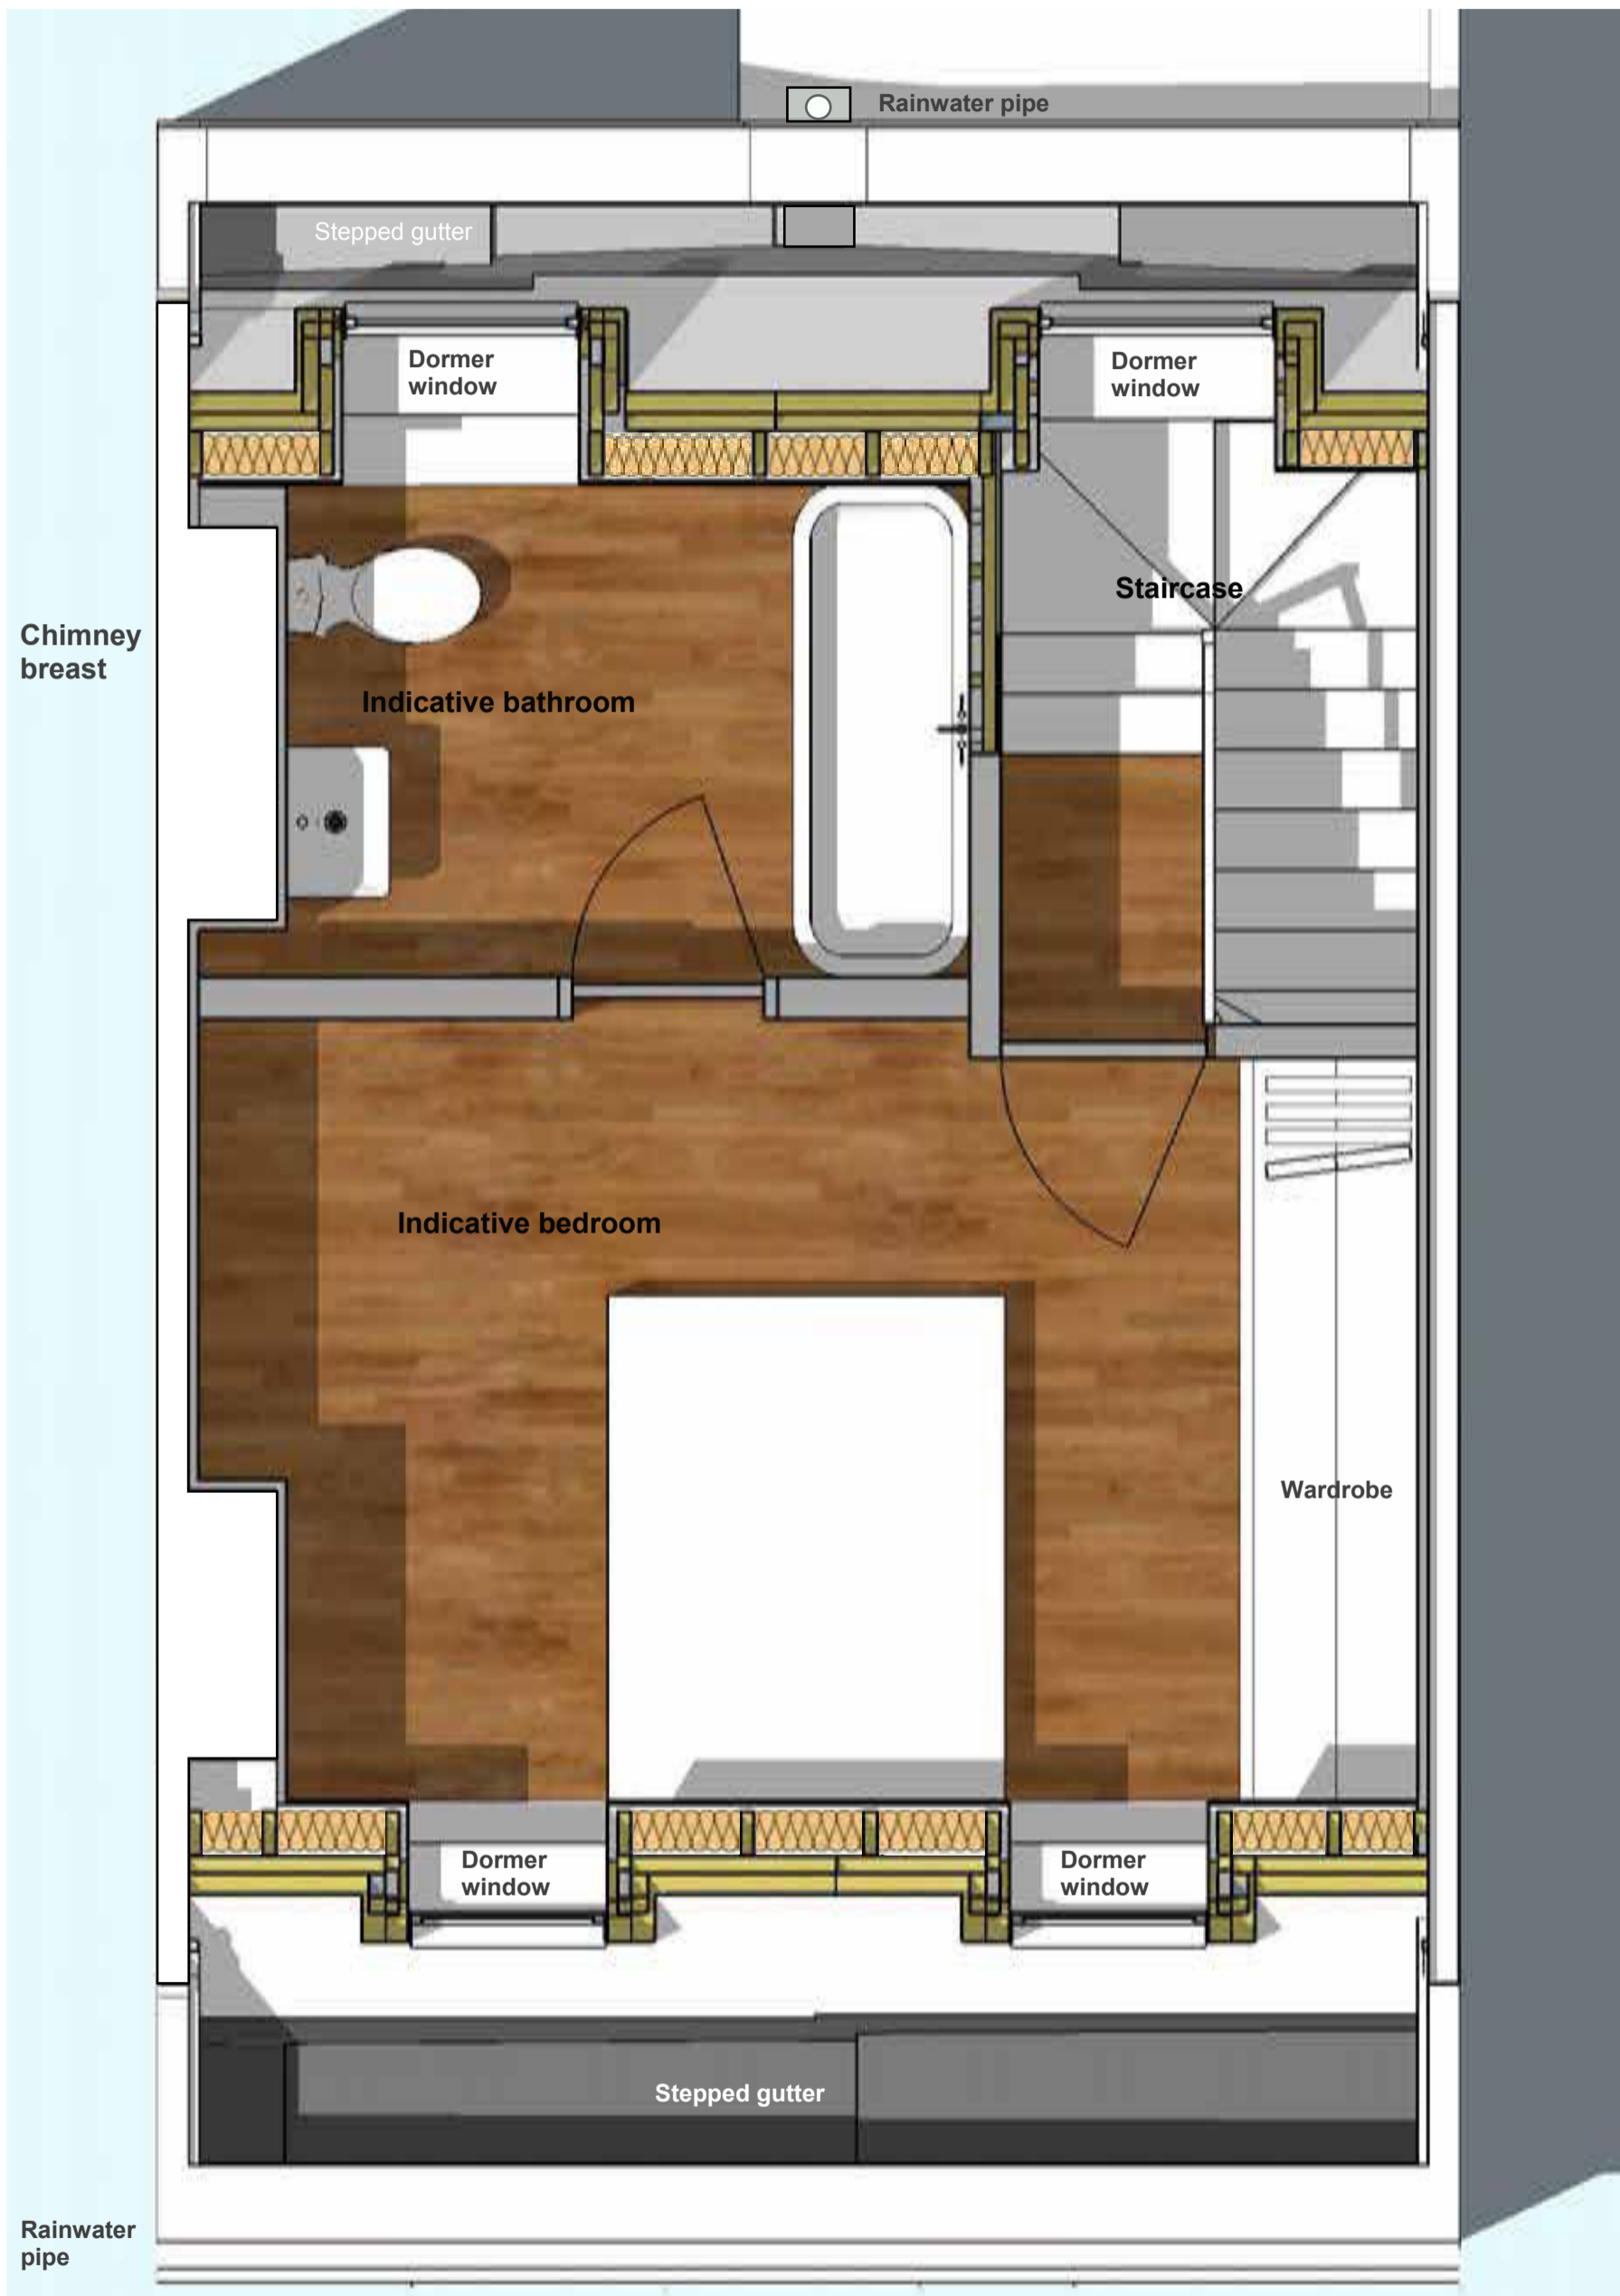 Rainwater pipe
Stepped gutter
Dormer
window
Dormer
window
Staircase
Chimney
breast
Indicative bathroom
Indicative bedroom
Wardrobe
Dormer
window
Dormer
window
Stepped gutter
Rainwater
pipe